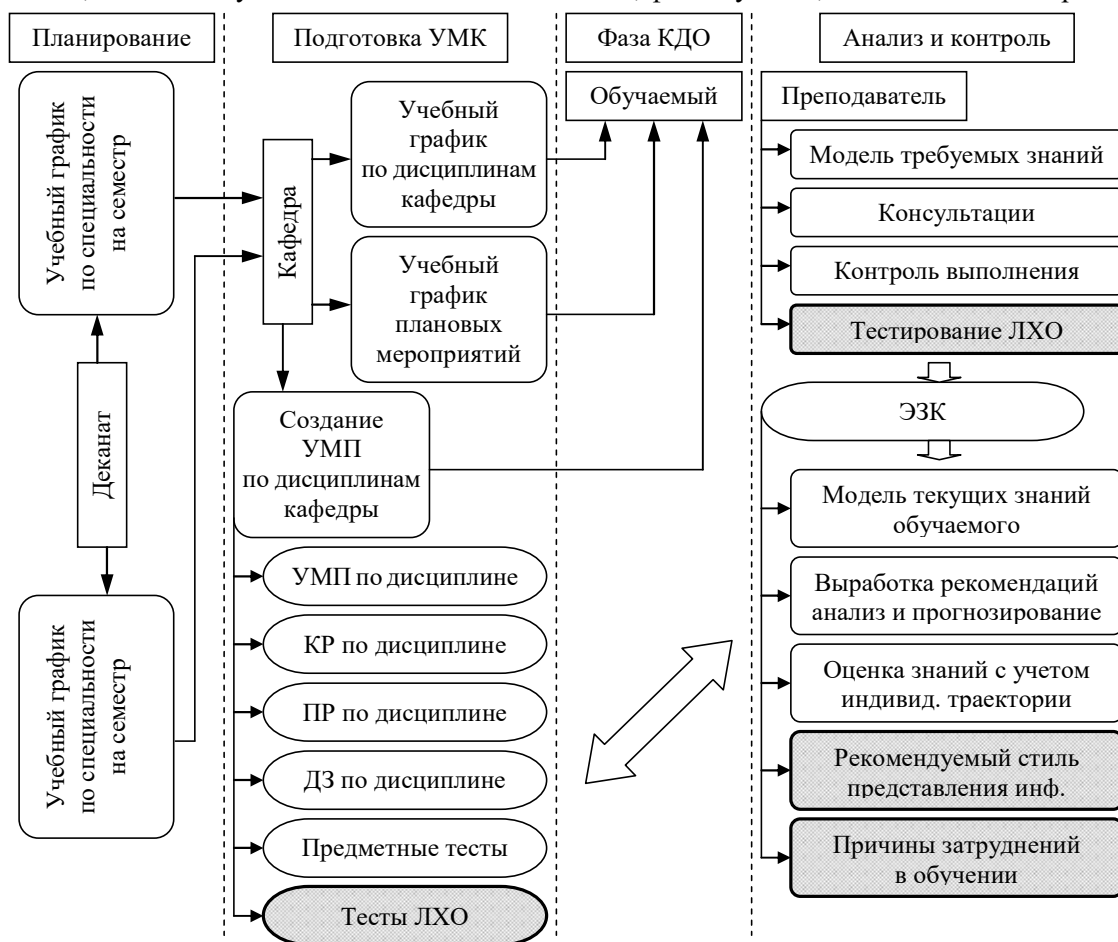 Планирование
Подготовка УМК
Фаза КДО
Анализ и контроль
Учебный график
по специальности
на семестр
Деканат
Учебный график
по специальности
на семестр
Кафедра
Учебный
график
по дисциплинам
кафедры
Учебный
график
плановых
мероприятий
Создание
УМП
по дисциплинам
кафедры
УМП по дисциплине
КР по дисциплине
ПР по дисциплине
ДЗ по дисциплине
Предметные тесты
Тесты ЛХО
Обучаемый
Преподаватель
Модель требуемых знаний
Консультации
Контроль выполнения
Тестирование ЛХО
ЭЗК
Модель текущих знаний
обучаемого
Выработка рекомендаций
анализ и прогнозирование
Оценка знаний с учетом
индивид. траектории
Рекомендуемый стиль
представления инф.
Причины затруднений
в обучении